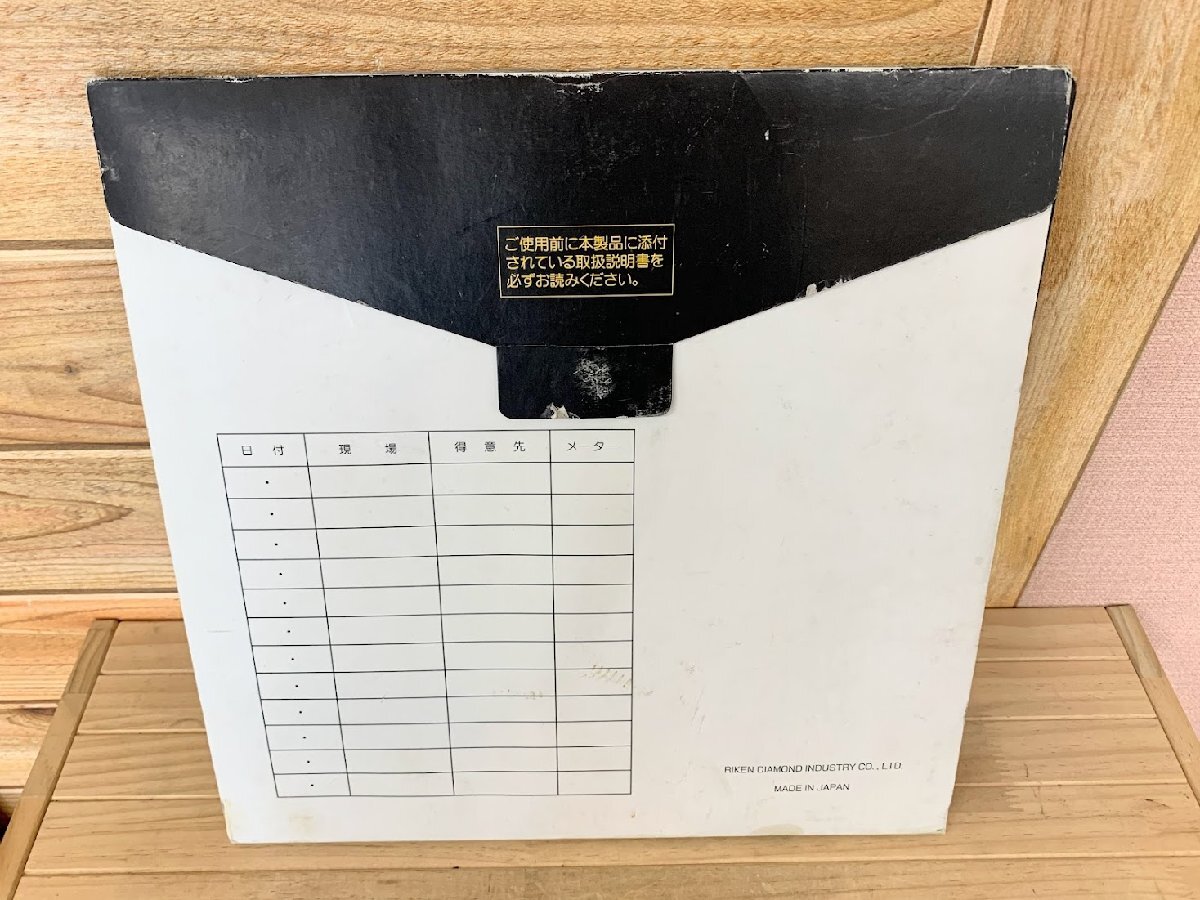 ご使用前に本製品に添付
されている取扱説明書を
必ずお読みください。
日 付 現 場 得 意 先 メ タ
RIKEN DIAMOND INDUSTRY CO., LTD.
MADE IN JAPAN